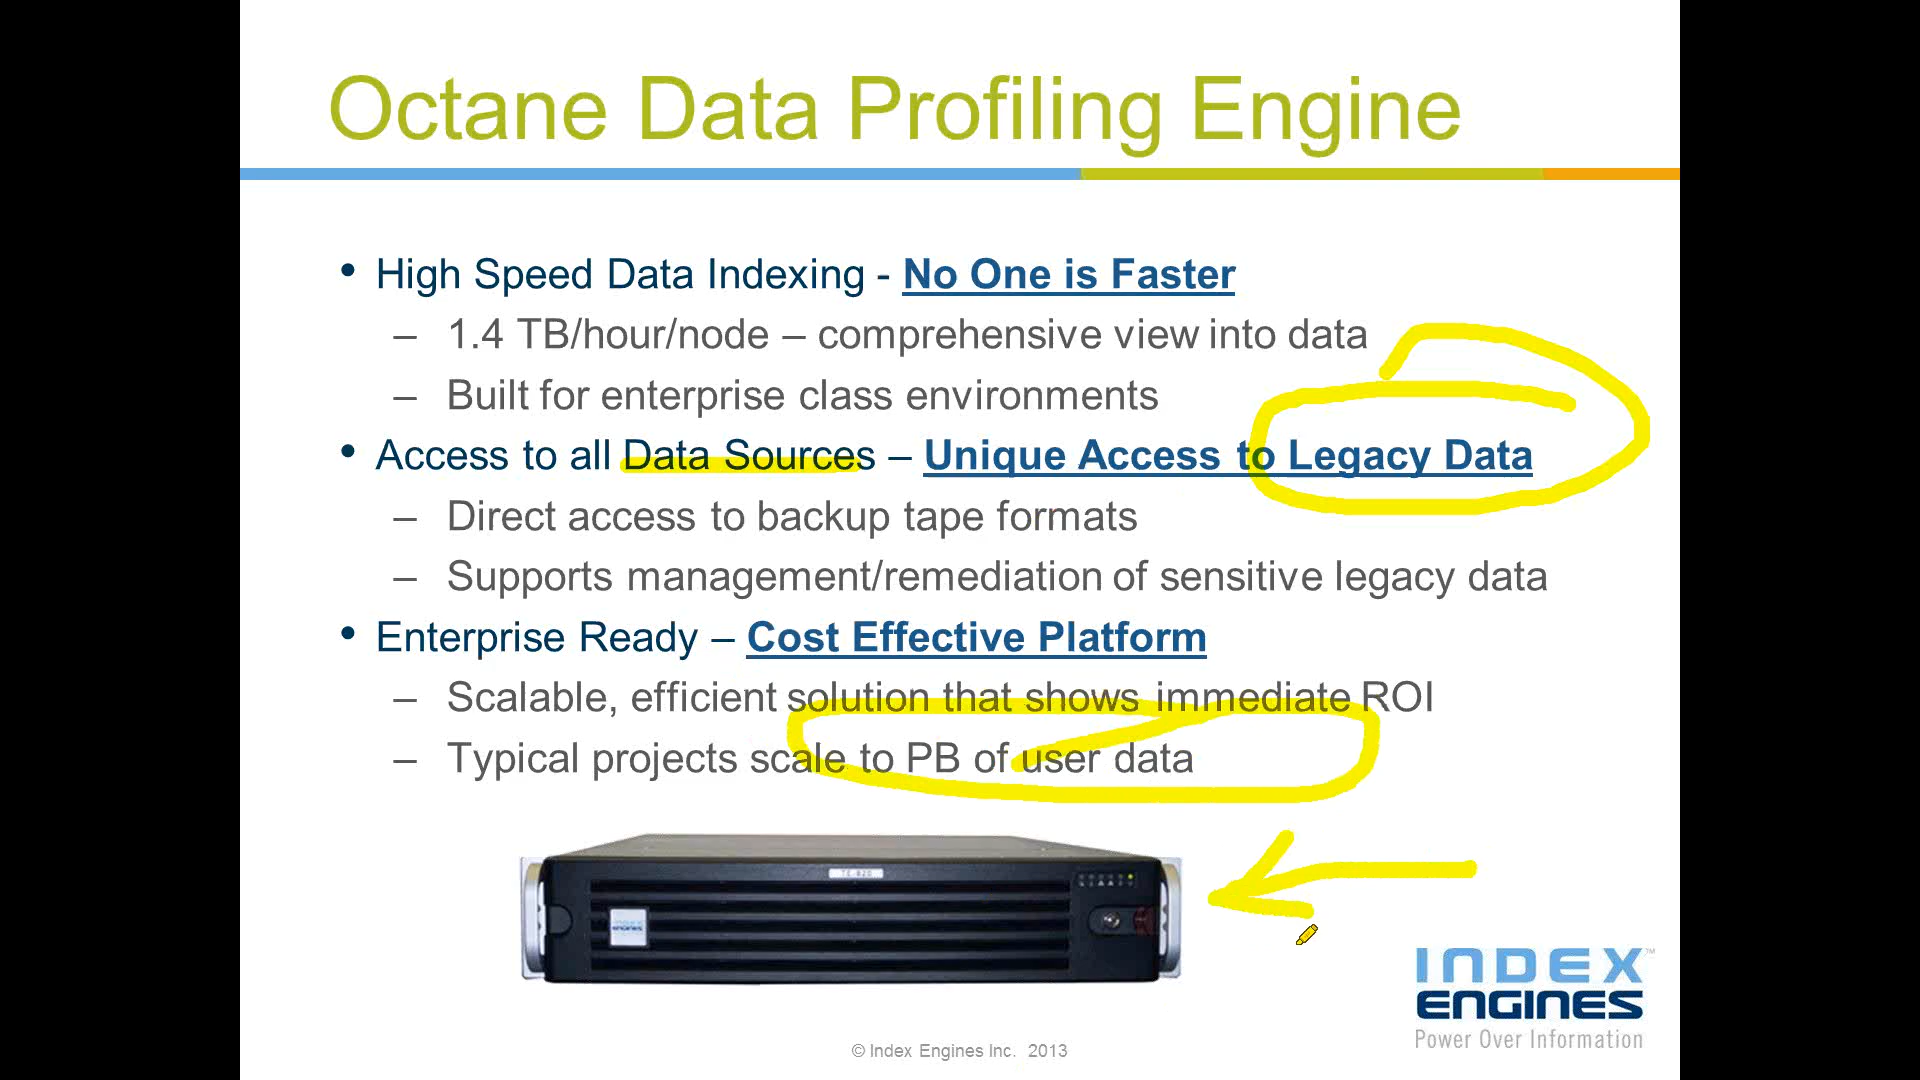 Octane Data Profiling Engine
• High Speed Data Indexing - No One is Faster
– 1.4 TB/hour/node – comprehensive view into data
– Built for enterprise class environments
• Access to all Data Sources – Unique Access to Legacy Data
– Direct access to backup tape formats
– Supports management/remediation of sensitive legacy data
• Enterprise Ready – Cost Effective Platform
– Scalable, efficient solution that shows immediate ROI
– Typical projects scale to PB of user data
INDEX
ENGINES
INDEX™
ENGINES
Power Over Information
© Index Engines Inc. 2013